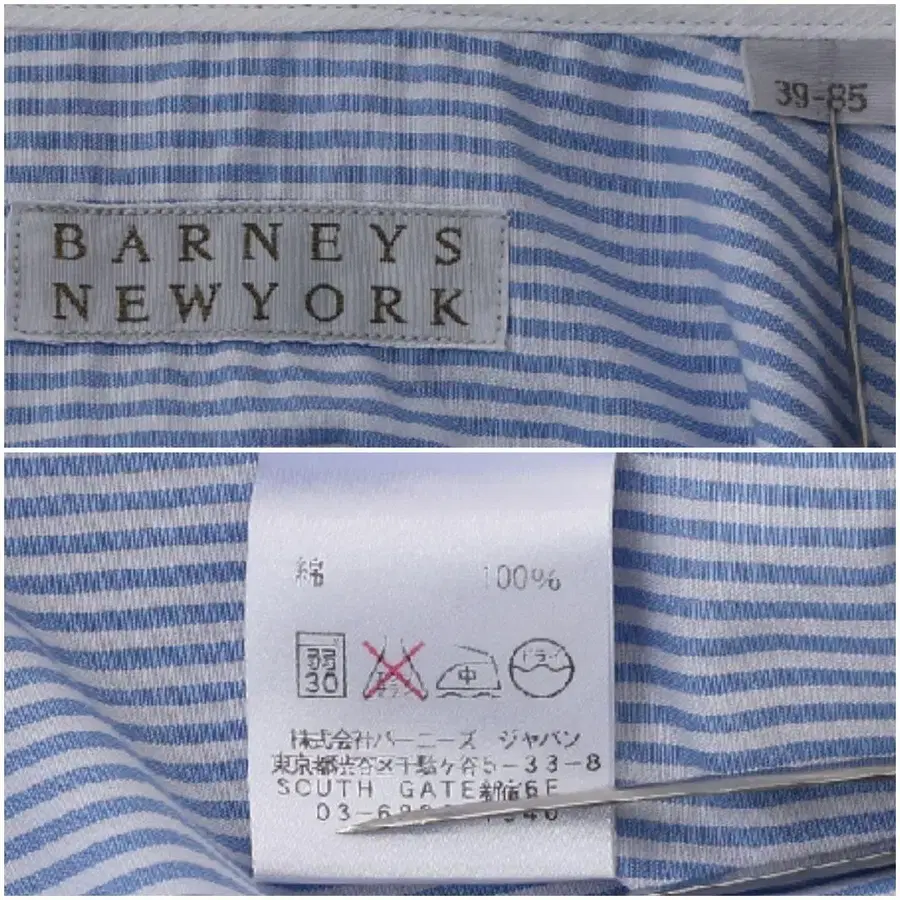 39-85
BARNEYS
NEWYORK
綿 100%
弱
30
中
ドライ
株式会社バーニーズ ジャパン
東京都渋谷区千駄ヶ谷5-33-8
SOUTH GATE新宿6F
03-